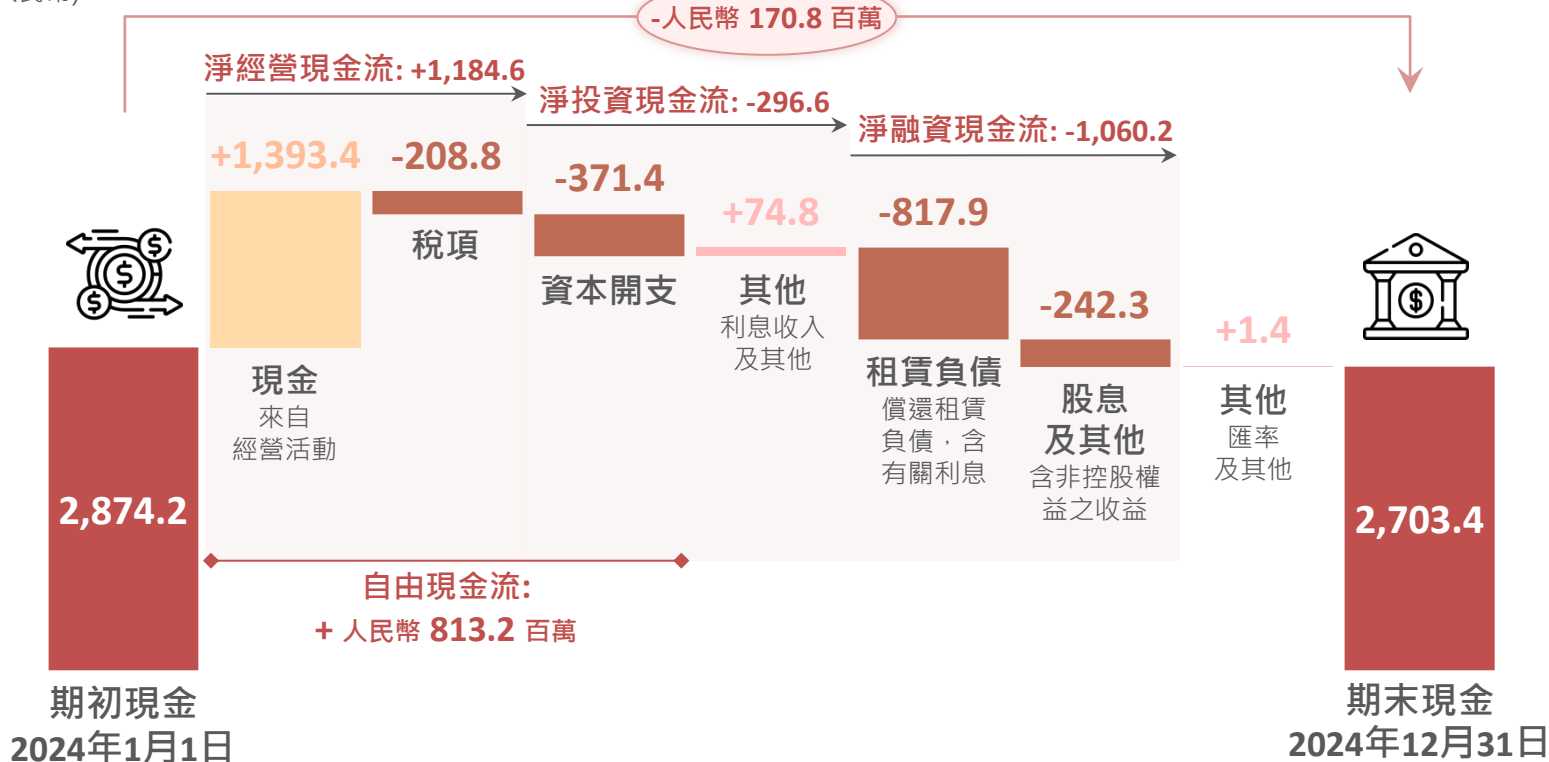 人民幣)
-人民幣 170.8 百萬
淨經營現金流: +1,184.6
淨投資現金流: -296.6
淨融資現金流: -1,060.2
+1,393.4
現金
來自
經營活動
-208.8
稅項
-371.4
資本開支
+74.8
其他
利息收入
及其他
-817.9
租賃負債
償還租賃
負債，含
有關利息
-242.3
股息
及其他
含非控股權
益之收益
+1.4
其他
匯率
及其他
2,874.2
2,703.4
自由現金流:
+ 人民幣 813.2 百萬
期初現金
2024年1月1日
期末現金
2024年12月31日